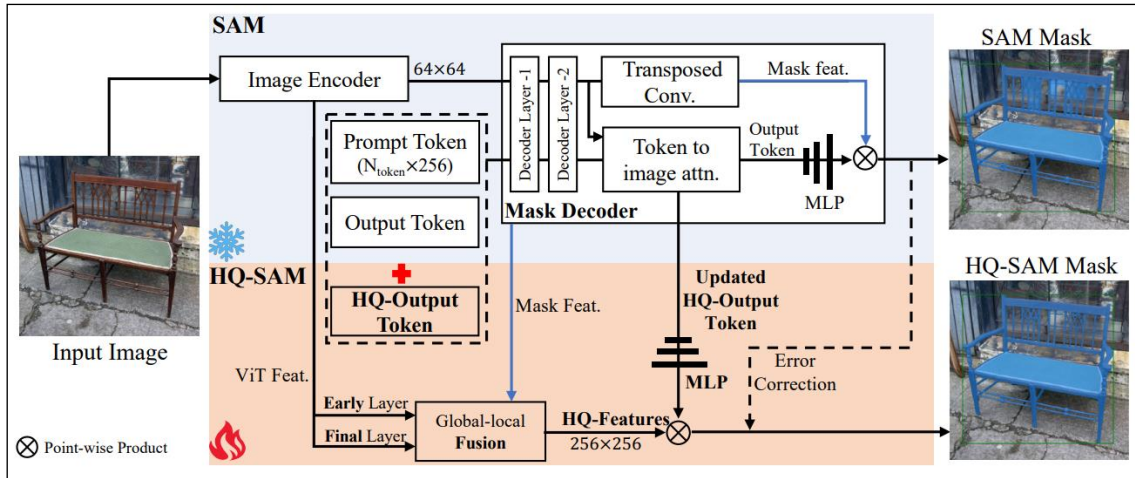 SAM
SAM Mask
Image Encoder
64×64
Decoder Layer -1
Decoder Layer -2
Transposed
Conv.
Mask feat.
Prompt Token
(N_token×256)
Token to
image attn.
Output
Token
MLP
Mask Decoder
Output Token
HQ-SAM
HQ-Output
Token
Mask Feat.
Updated
HQ-Output
Token
HQ-SAM Mask
Input Image
MLP
Error
Correction
ViT Feat.
Early Layer
Final Layer
Global-local
Fusion
HQ-Features
256×256
Point-wise Product